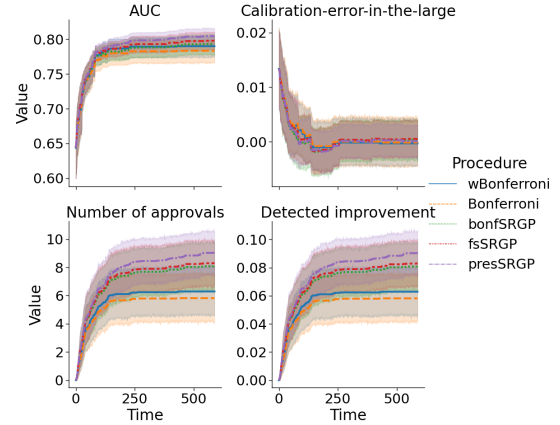 AUC
Calibration-error-in-the-large
Value
0.80
0.75
0.70
0.65
0.60
0.02
0.01
0.00
Procedure
wBonferroni
Bonferroni
bonfSRGP
fsSRGP
presSRGP
Number of approvals
Detected improvement
Value
10
8
6
4
2
0
0.10
0.08
0.06
0.04
0.02
0.00
0
250
500
0
250
500
Time
Time